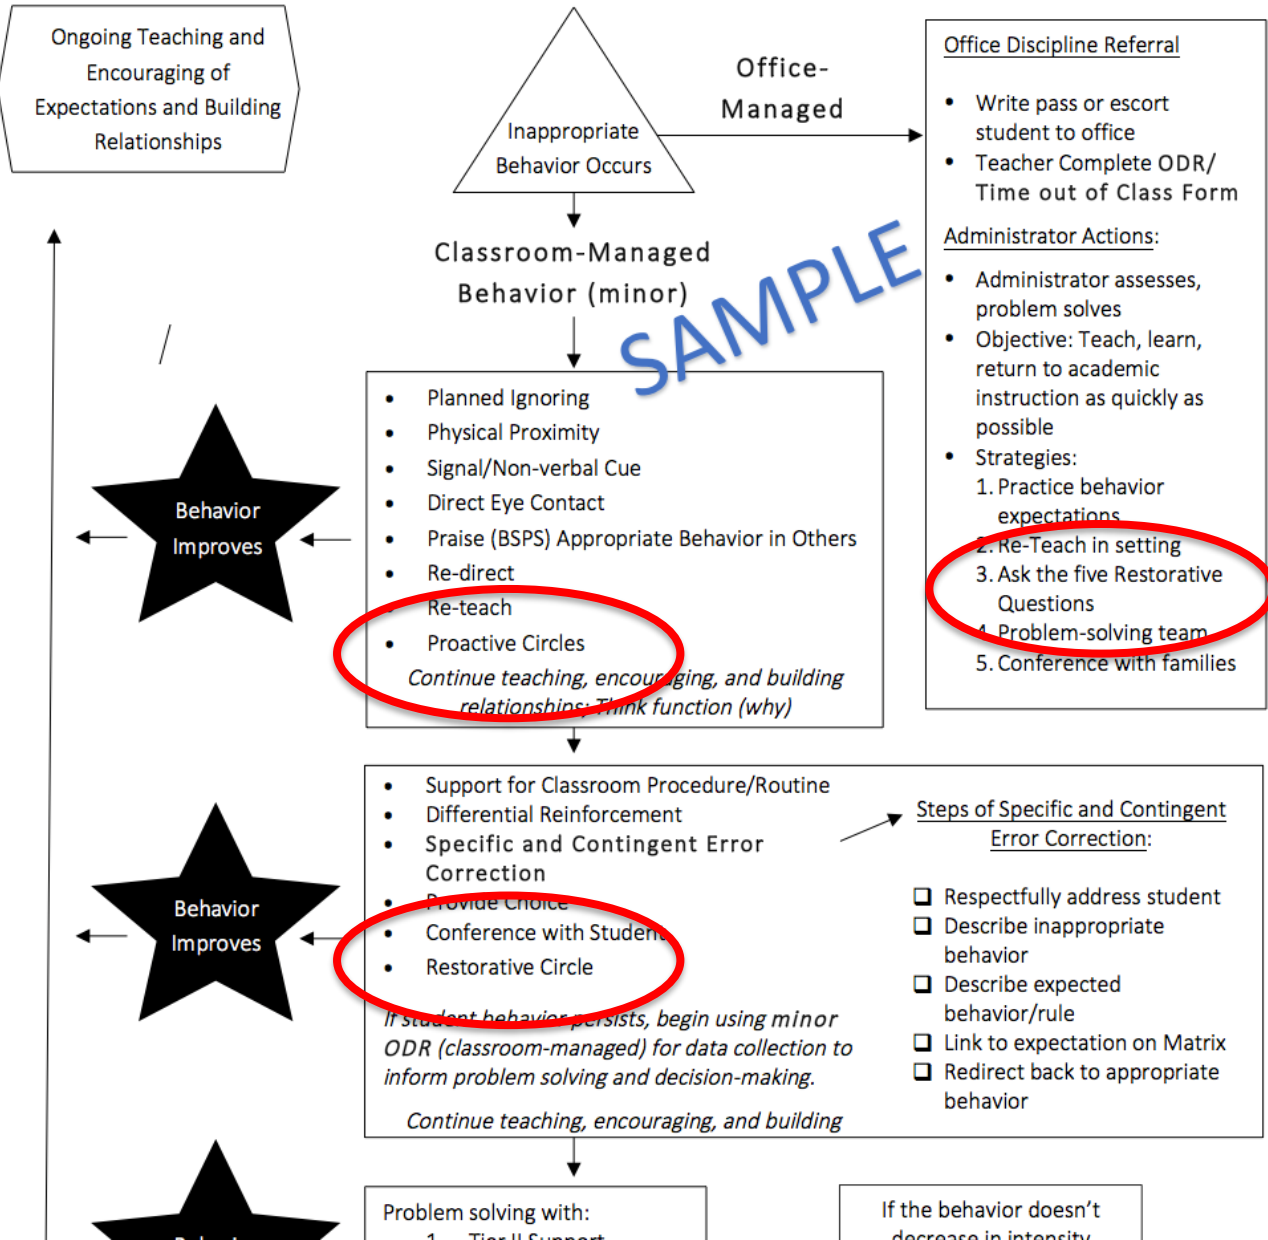 Ongoing Teaching and
Encouraging of
Expectations and Building
Relationships
Inappropriate
Behavior Occurs
Office-
Managed
Office Discipline Referral
• Write pass or escort
student to office
• Teacher Complete ODR/
Time out of Class Form
Administrator Actions:
• Administrator assesses,
problem solves
• Objective: Teach, learn,
return to academic
instruction as quickly as
possible
• Strategies:
1. Practice behavior
expectations
2. Re-Teach in setting
3. Ask the five Restorative
Questions
4. Problem-solving team
5. Conference with families
Classroom-Managed
Behavior (minor)
SAMPLE
• Planned Ignoring
• Physical Proximity
• Signal/Non-verbal Cue
• Direct Eye Contact
• Praise (BSPS) Appropriate Behavior in Others
• Re-direct
• Re-teach
• Proactive Circles
Continue teaching, encouraging, and building
relationships; Think function (why)
Behavior
Improves
• Support for Classroom Procedure/Routine
• Differential Reinforcement
• Specific and Contingent Error
Correction
• Provide Choice
• Conference with Student
• Restorative Circle
If student behavior persists, begin using minor
ODR (classroom-managed) for data collection to
inform problem solving and decision-making.
Continue teaching, encouraging, and building
Steps of Specific and Contingent
Error Correction:
❑ Respectfully address student
❑ Describe inappropriate
behavior
❑ Describe expected
behavior/rule
❑ Link to expectation on Matrix
❑ Redirect back to appropriate
behavior
Behavior
Improves
Problem solving with:
1. Tier II Support
If the behavior doesn't
decrease in intensity